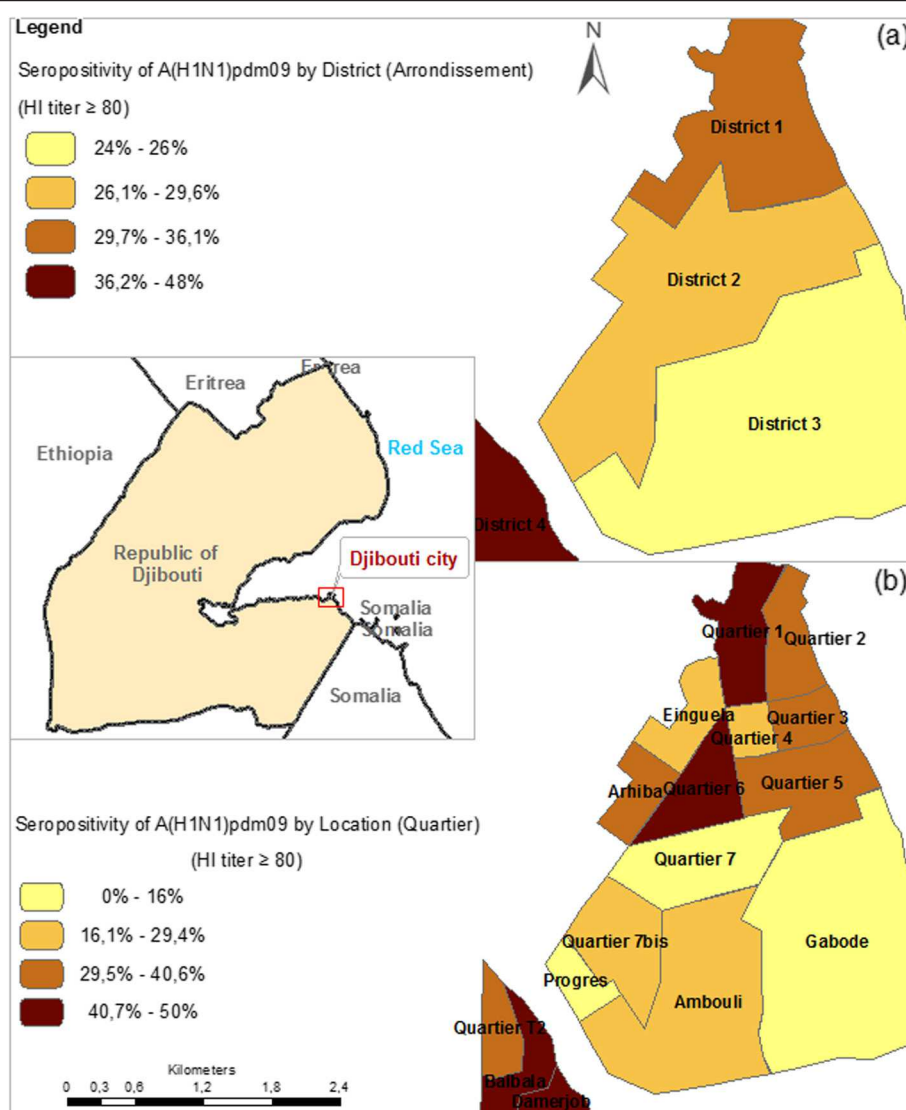 Legend
Seropositivity of A(H1N1)pdm09 by District (Arrondissement)
(HI titer ≥ 80)
24% - 26%
26,1% - 29,6%
29,7% - 36,1%
36,2% - 48%
N
(a)
District 1
District 2
District 3
District 4
Eritrea
Eritrea
Ethiopia
Red Sea
Republic of
Djibouti
Djibouti city
Somalia
Somalia
Somalia
(b)
Quartier 1
Quartier 2
Einguela
Quartier 3
Quartier 4
Arhiba
Quartier 6
Quartier 5
Quartier 7
Quartier 7bis
Gabode
Progres
Ambouli
Quartier T2
Balbala
Damerjob
Seropositivity of A(H1N1)pdm09 by Location (Quartier)
(HI titer ≥ 80)
0% - 16%
16,1% - 29,4%
29,5% - 40,6%
40,7% - 50%
Kilometers
0 0,3 0,6 1,2 1,8 2,4